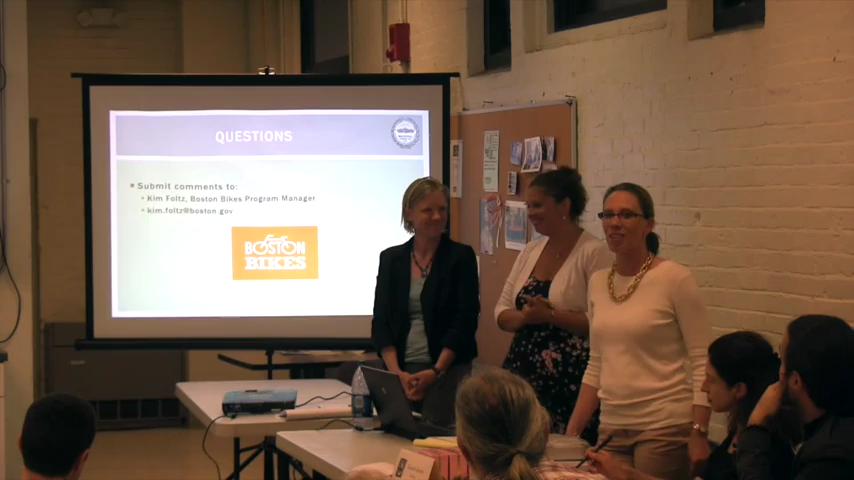 QUESTIONS
Submit comments to:
Kim Foltz, Boston Bikes Program Manager
kim.foltz@boston.gov
BOSTON
BIKES